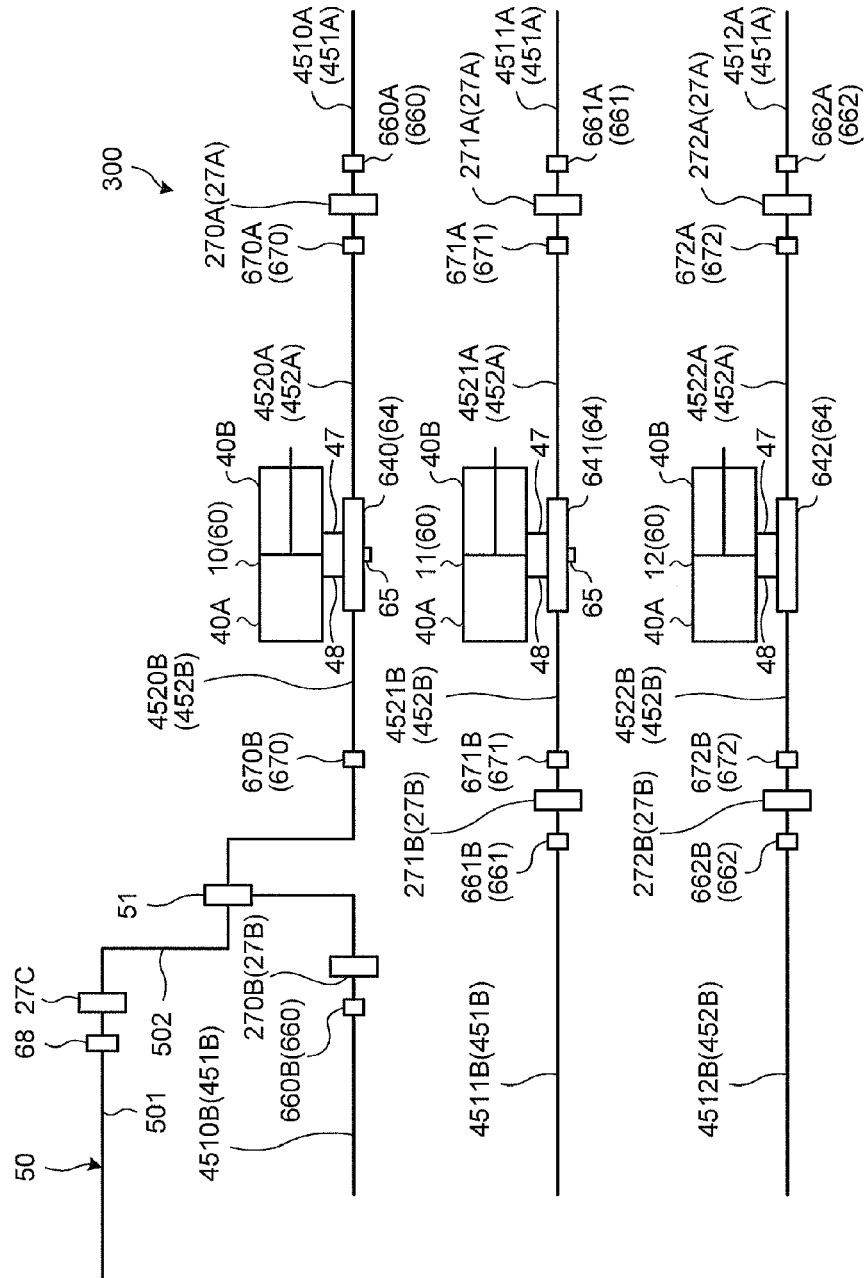 300
50
501
68
27C
502
51
4510B(451B)
660B(660)
270B(27B)
670B
(670)
4520B
(452B)
40A
10(60)
40B
48
47
65
640(64)
4520A
(452A)
670A
(670)
270A(27A)
660A
(660)
4510A
(451A)
4511B(451B)
661B
(661)
271B(27B)
671B
(671)
4521B
(452B)
40A
11(60)
40B
48
47
65
641(64)
4521A
(452A)
671A
(671)
271A(27A)
661A
(661)
4511A
(451A)
4512B(452B)
662B
(662)
272B(27B)
672B
(672)
4522B
(452B)
40A
12(60)
40B
48
47
642(64)
4522A
(452A)
672A
(672)
272A(27A)
662A
(662)
4512A
(451A)